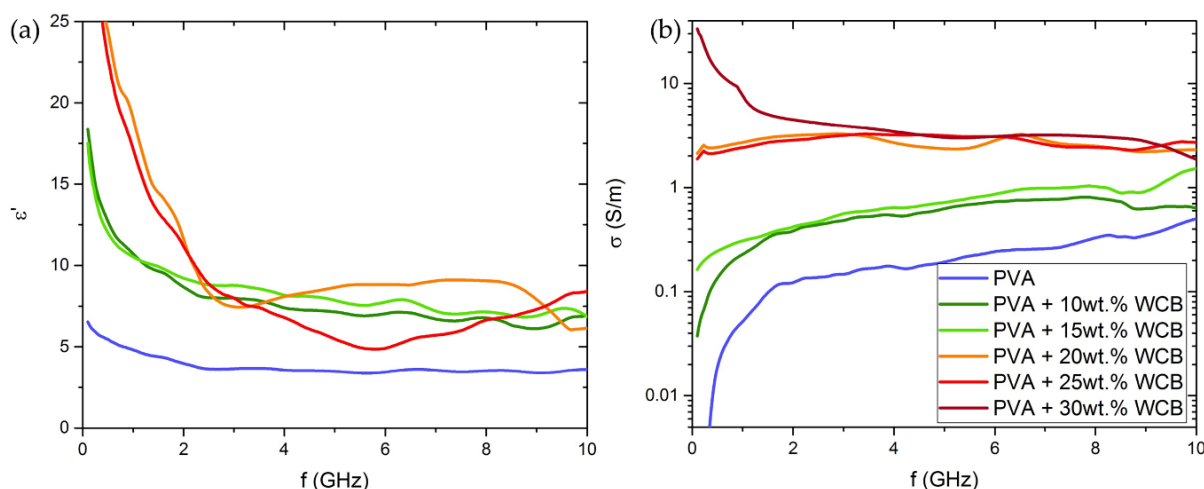 (a)
25
20
15
10
5
0
ε'
0 2 4 6 8 10
f (GHz)
(b)
10
1
0.1
0.01
σ (S/m)
PVA
PVA + 10wt.% WCB
PVA + 15wt.% WCB
PVA + 20wt.% WCB
PVA + 25wt.% WCB
PVA + 30wt.% WCB
0 2 4 6 8 10
f (GHz)